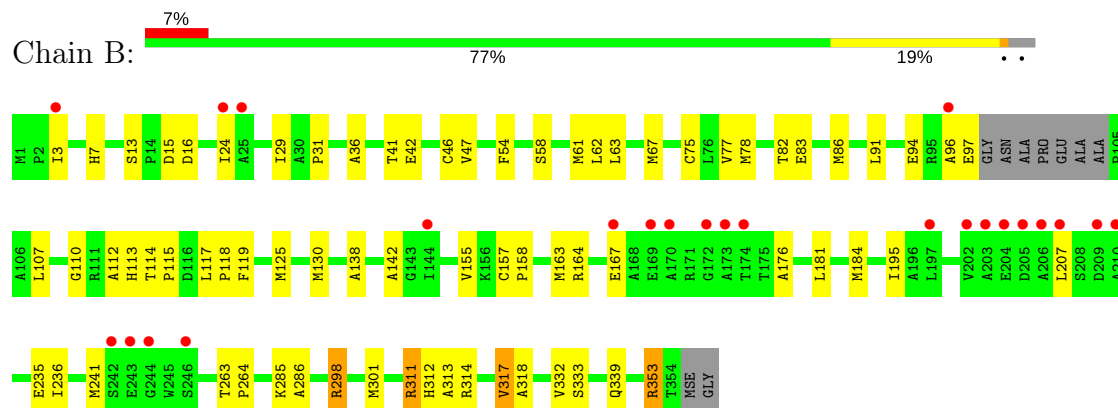 7%
Chain B:
77% 19% • •
M1 P2 I3 H7 S13 P14 D15 D16 I24 A25 I29 A30 P31 A36 T41 E42 C46 V47 F54 S58 M61 L62 L63 M67 C75 L76 V77 M78 T82 E83 M86 L91 E94 R95 A96 E97 GLY ASN ALA PRO GLU ALA ALA R105
A106 L107 G110 R111 A112 H113 T114 P115 D116 L117 P118 F119 M125 M130 A138 A142 G143 I144 V155 K156 C157 P158 M163 R164 E167 A168 E169 A170 R171 G172 A173 T174 T175 A176 L181 M184 I195 A196 L197 V202 A203 E204 D205 A206 L207 S208 D209 A210
E235 I236 M241 S242 E243 G244 W245 S246 T263 P264 K285 A286 R298 M301 R311 H312 A313 R314 V317 A318 V332 S333 Q339 R353 T354 MSE GLY